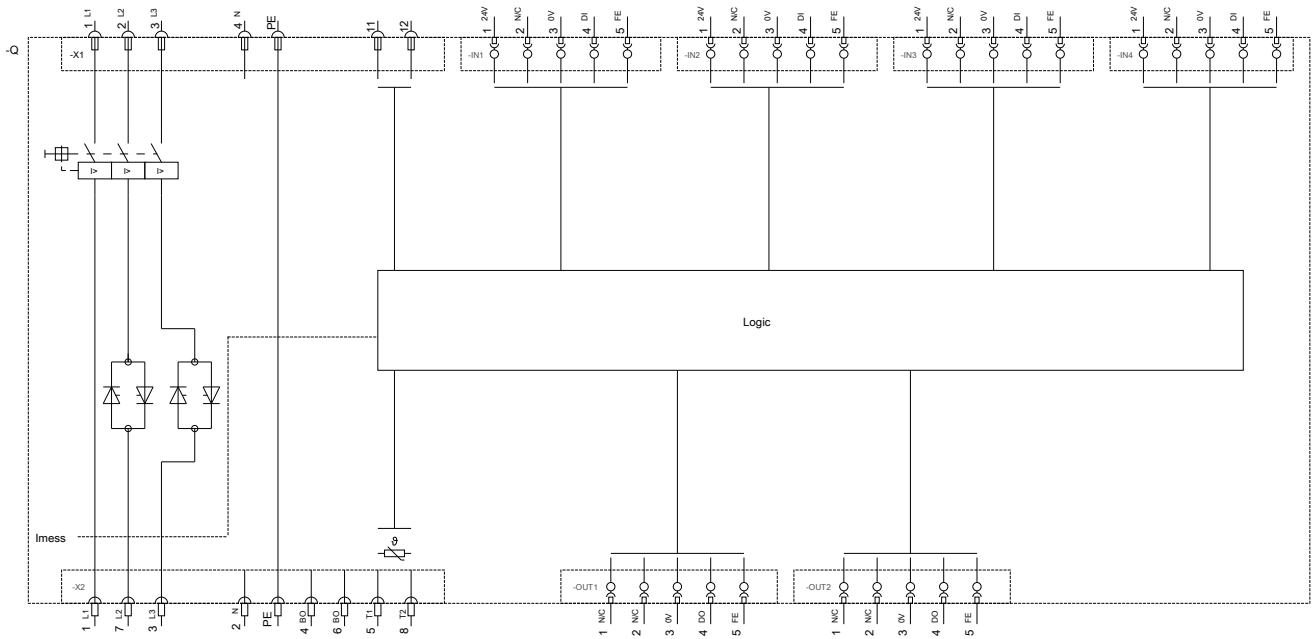 -Q
1 L1
2 L2
3 L3
4 N
PE
11
12
-X1
1 24V
2 N/C
3 0V
4 DI
5 FE
-IN1
1 24V
2 N/C
3 0V
4 DI
5 FE
-IN2
1 24V
2 N/C
3 0V
4 DI
5 FE
-IN3
1 24V
2 N/C
3 0V
4 DI
5 FE
-IN4
I>
I>
I>
Logic
Imess
ϑ
-X2
1 L1
7 L2
3 L3
2 N
PE
4 BO
6 BO
5 T1
8 T2
-OUT1
1 N/C
2 N/C
3 0V
4 DO
5 FE
-OUT2
1 N/C
2 N/C
3 0V
4 DO
5 FE